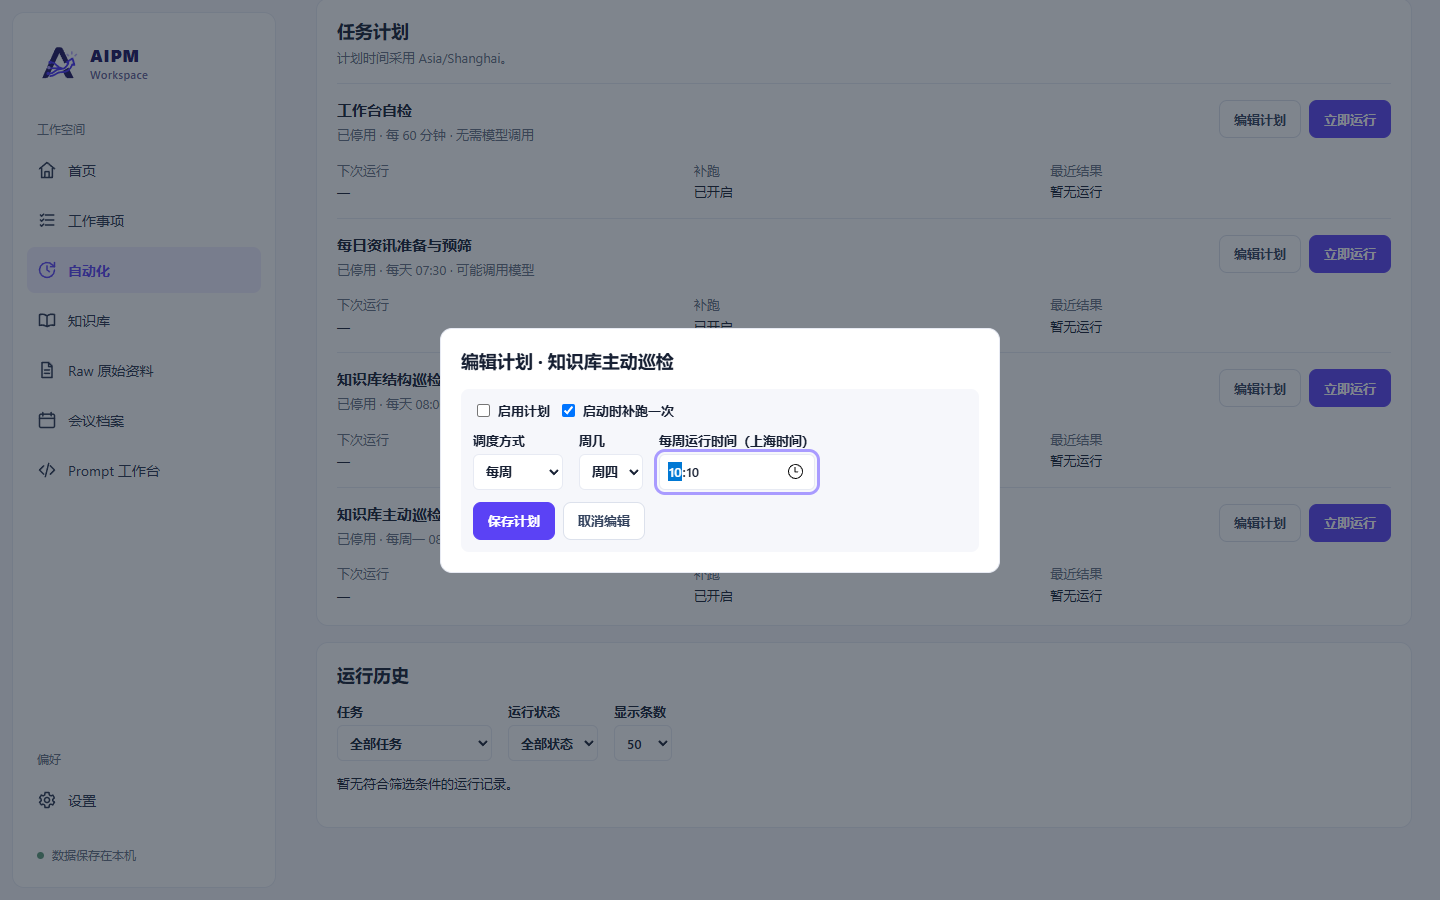 AIPM
Workspace
工作空间
首页
工作事项
自动化
知识库
Raw 原始资料
会议档案
Prompt 工作台
偏好
设置
数据保存在本机
任务计划
计划时间采用 Asia/Shanghai。
工作台自检
已停用 · 每 60 分钟 · 无需模型调用
编辑计划 立即运行
下次运行 补跑 最近结果
— 已开启 暂无运行
每日资讯准备与预筛
已停用 · 每天 07:30 · 可能调用模型
编辑计划 立即运行
下次运行 补跑 最近结果
— 已开启 暂无运行
知识库结构巡检
已停用 · 每天 08:0
编辑计划 立即运行
下次运行 最近结果
— 暂无运行
知识库主动巡检
已停用 · 每周一 08
编辑计划 立即运行
下次运行 补跑 最近结果
— 已开启 暂无运行
编辑计划 · 知识库主动巡检
启用计划 启动时补跑一次
调度方式 周几 每周运行时间（上海时间）
每周 周四 10:10
保存计划 取消编辑
运行历史
任务 运行状态 显示条数
全部任务 全部状态 50
暂无符合筛选条件的运行记录。